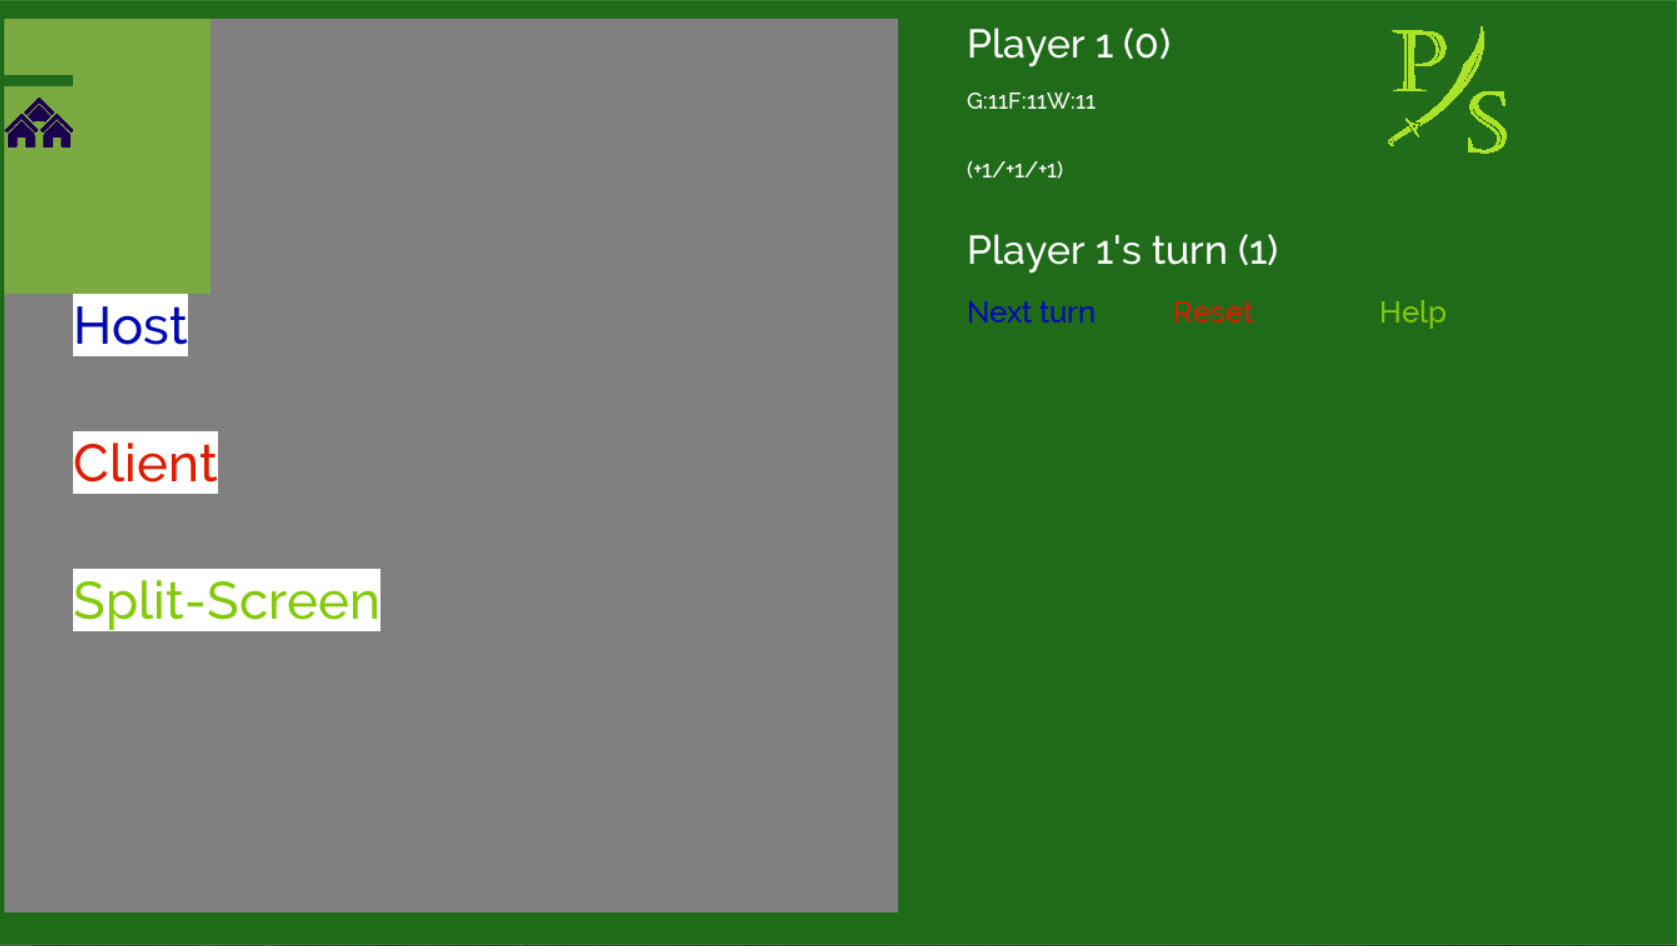 Host
Client
Split-Screen
Player 1 (0)
G:11F:11W:11
(+1/+1/+1)
Player 1's turn (1)
Next turn Reset Help
P
S